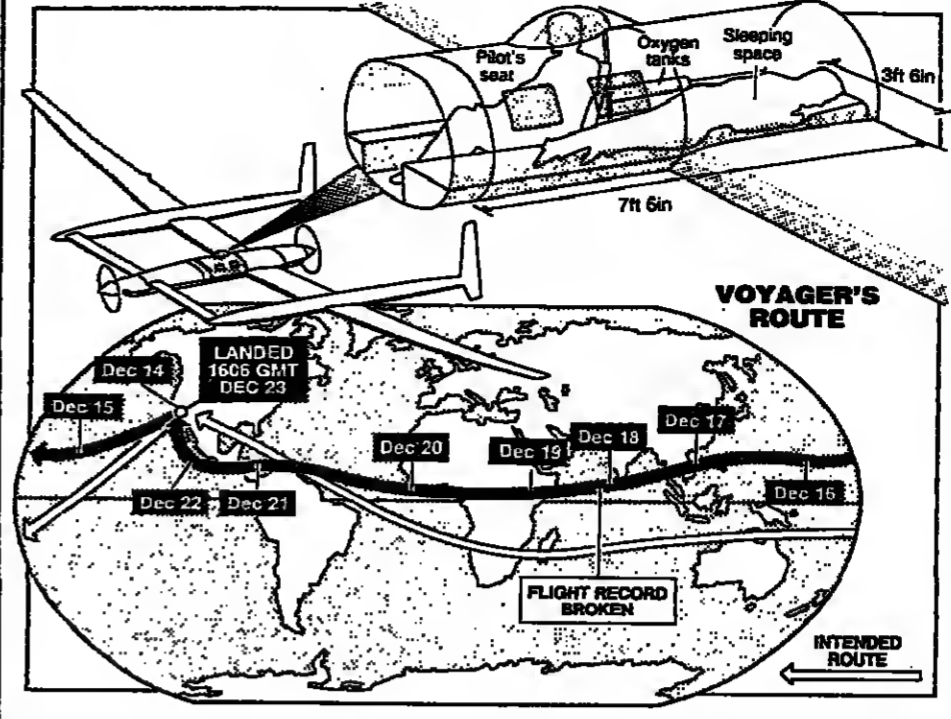 Pilot's
seat
Oxygen
tanks
Sleeping
space
3ft 6in
7ft 6in
VOYAGER'S
ROUTE
LANDED
1606 GMT
DEC 23
Dec 14
Dec 15
Dec 20
Dec 19
Dec 18
Dec 17
Dec 16
Dec 22
Dec 21
FLIGHT RECORD
BROKEN
INTENDED
ROUTE